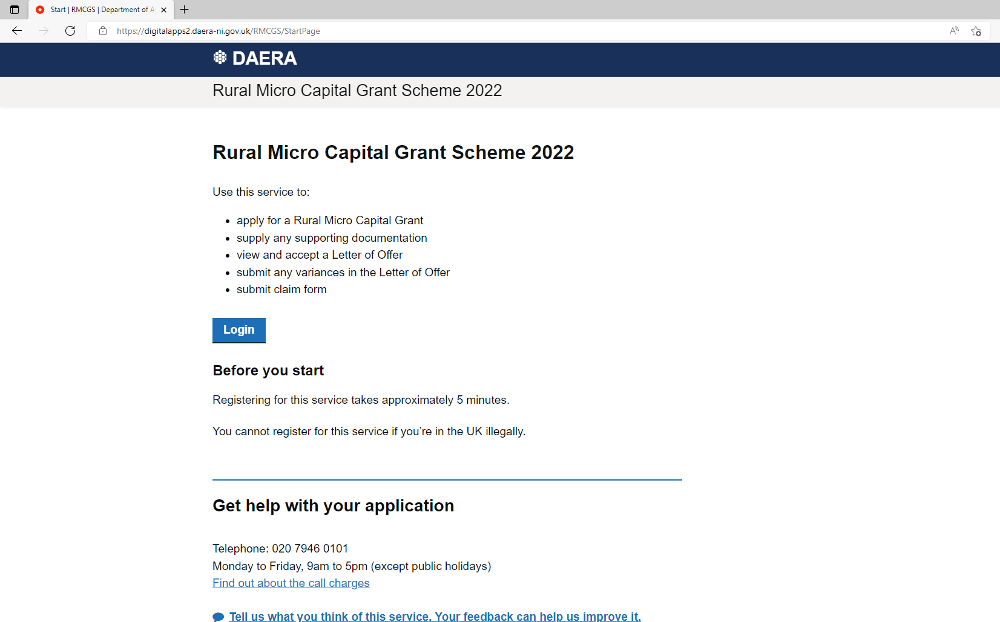 Start | RMCGS | Department of A
https://digitalapps2.daera-ni.gov.uk/RMCGS/StartPage
DAERA
Rural Micro Capital Grant Scheme 2022
Rural Micro Capital Grant Scheme 2022
Use this service to:
• apply for a Rural Micro Capital Grant
• supply any supporting documentation
• view and accept a Letter of Offer
• submit any variances in the Letter of Offer
• submit claim form
Login
Before you start
Registering for this service takes approximately 5 minutes.
You cannot register for this service if you’re in the UK illegally.
Get help with your application
Telephone: 020 7946 0101
Monday to Friday, 9am to 5pm (except public holidays)
Find out about the call charges
Tell us what you think of this service. Your feedback can help us improve it.